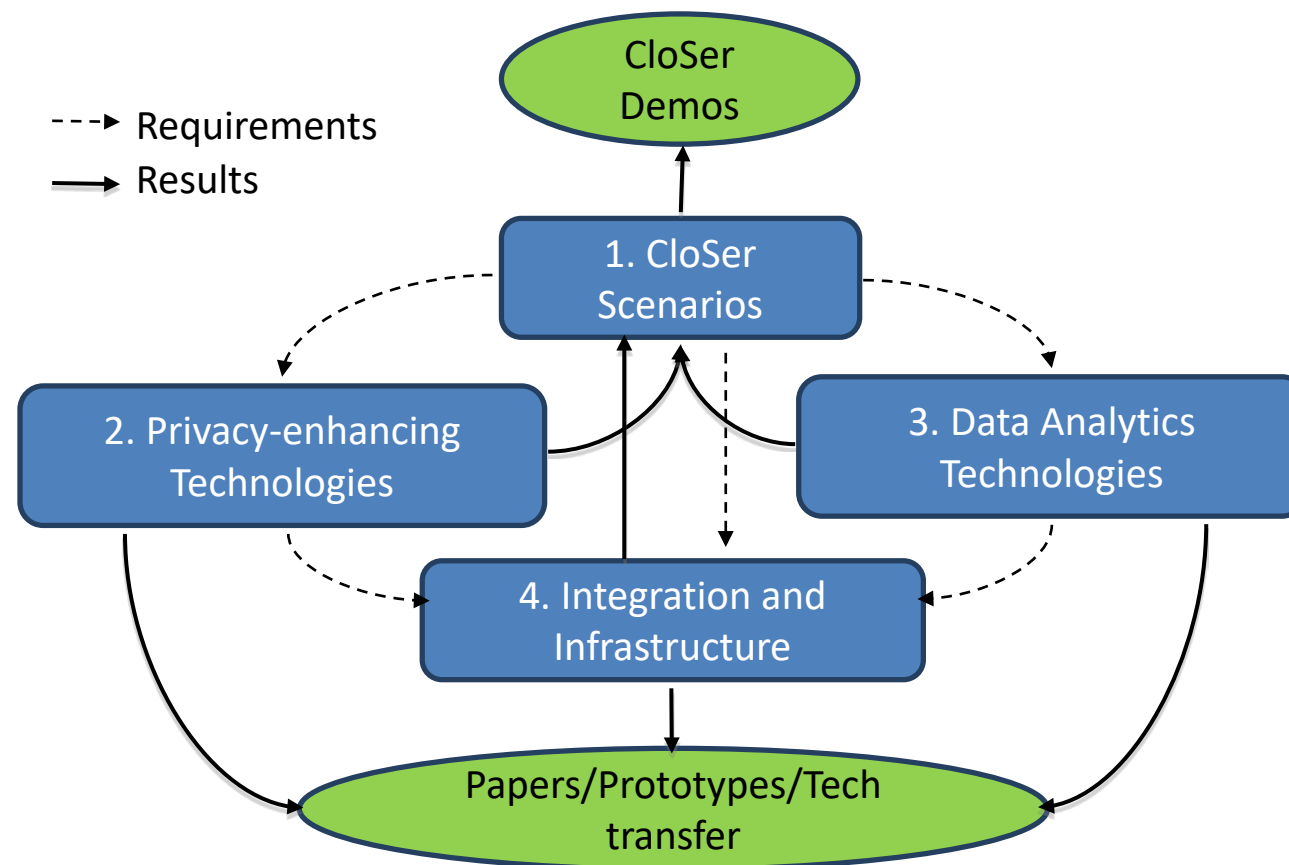 CloSer
Demos
Requirements
Results
1. CloSer
Scenarios
2. Privacy-enhancing
Technologies
3. Data Analytics
Technologies
4. Integration and
Infrastructure
Papers/Prototypes/Tech
transfer